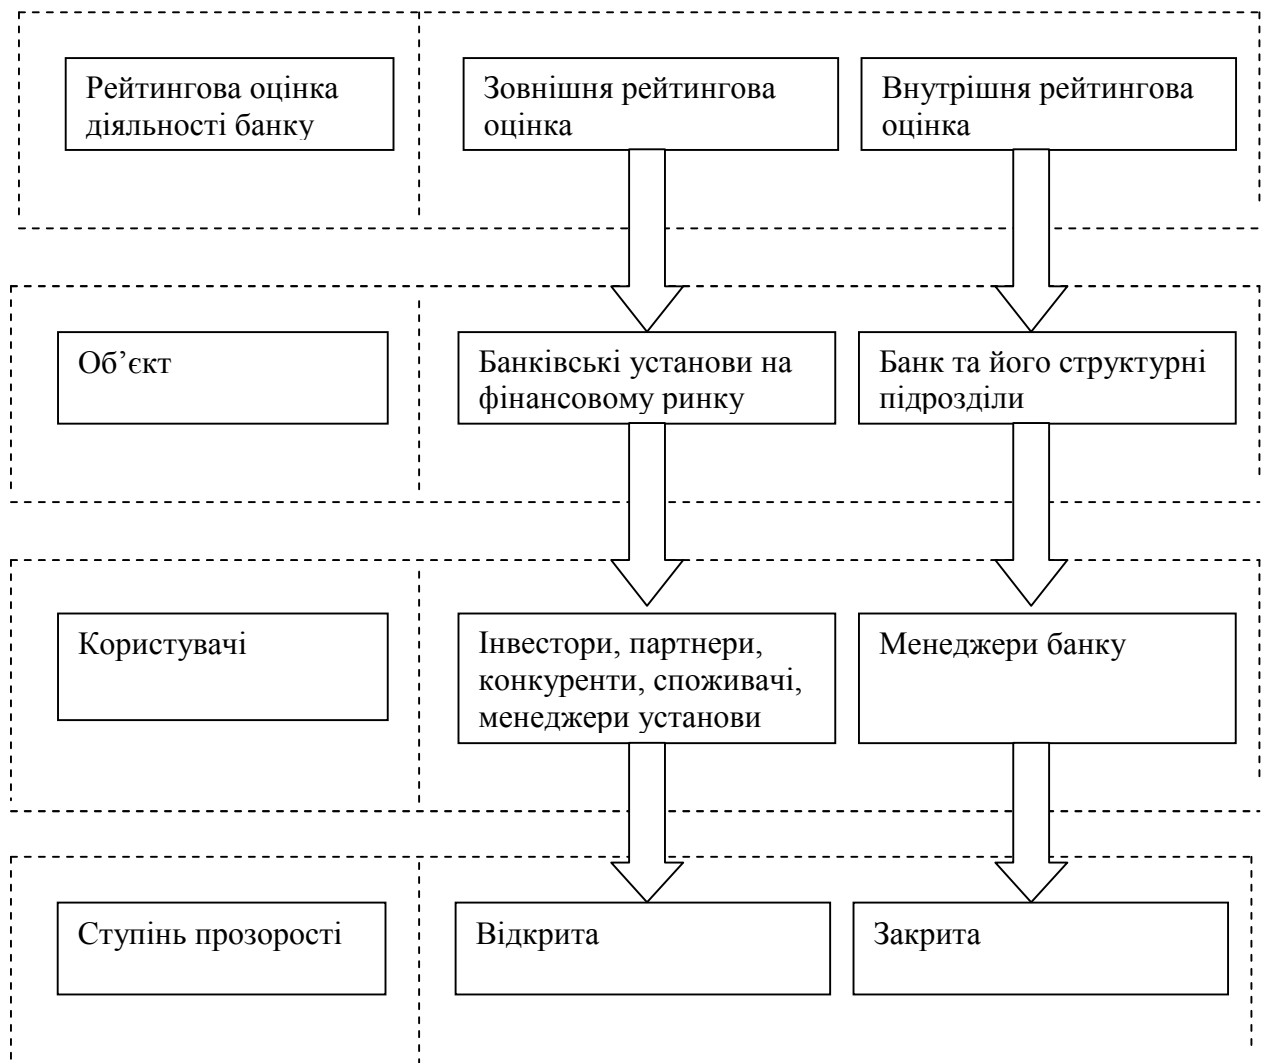 Рейтингова оцінка
діяльності банку
Зовнішня рейтингова
оцінка
Внутрішня рейтингова
оцінка
Об’єкт
Банківські установи на
фінансовому ринку
Банк та його структурні
підрозділи
Користувачі
Інвестори, партнери,
конкуренти, споживачі,
менеджери установи
Менеджери банку
Ступінь прозорості
Відкрита
Закрита